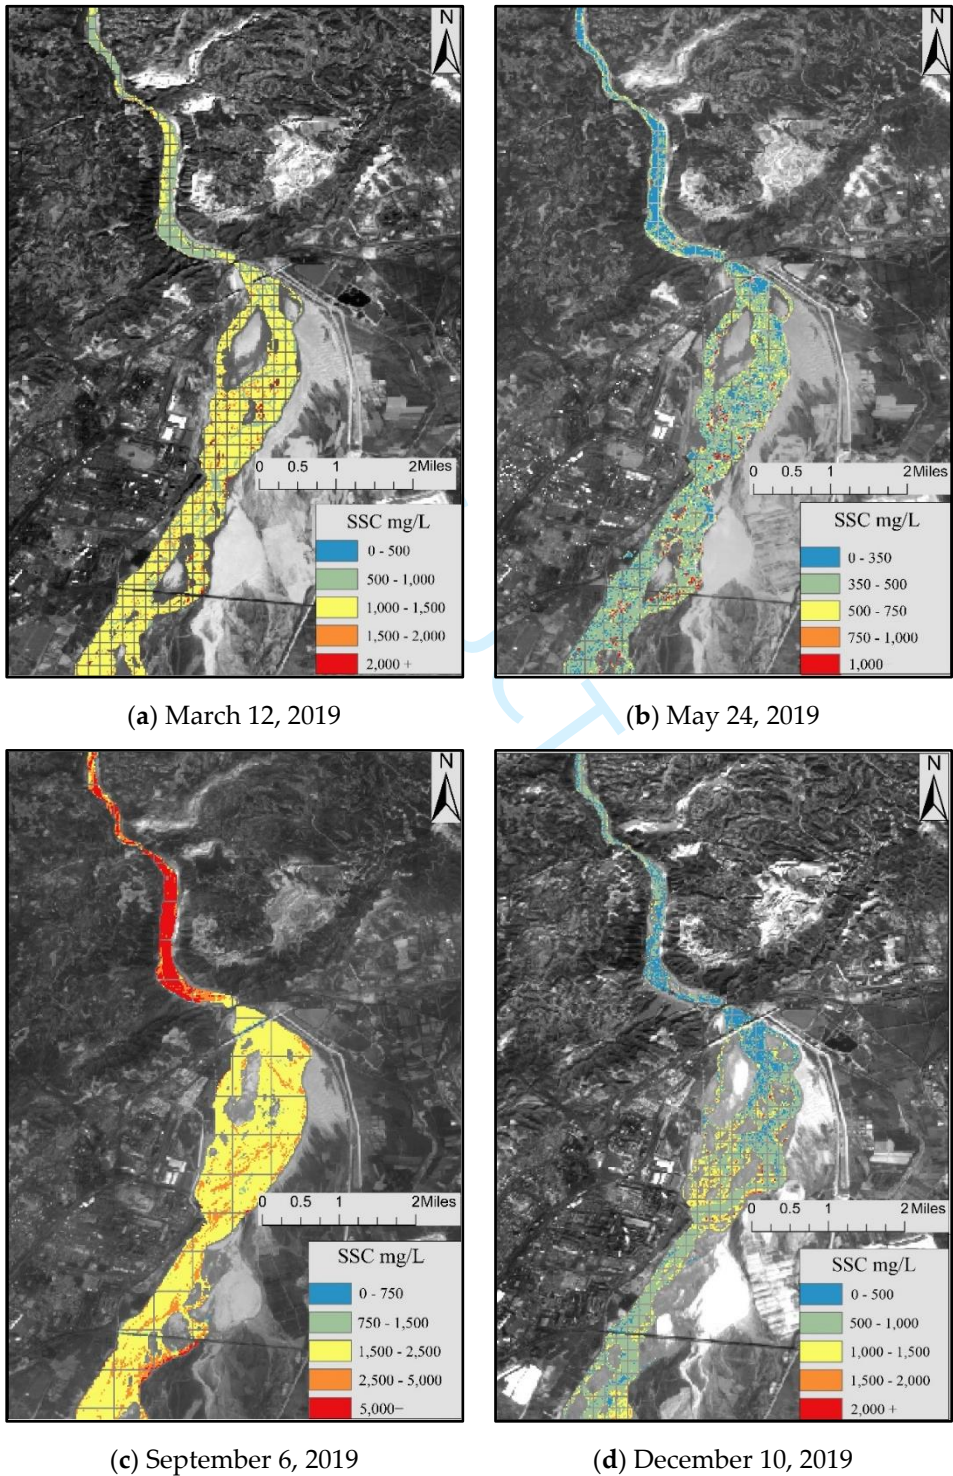 N
0 0.5 1 2Miles
SSC mg/L
0 - 500
500 - 1,000
1,000 - 1,500
1,500 - 2,000
2,000 +
(a) March 12, 2019
N
0 0.5 1 2Miles
SSC mg/L
0 - 350
350 - 500
500 - 750
750 - 1,000
1,000
(b) May 24, 2019
N
0 0.5 1 2Miles
SSC mg/L
0 - 750
750 - 1,500
1,500 - 2,500
2,500 - 5,000
5,000−
(c) September 6, 2019
N
0 0.5 1 2 Miles
SSC mg/L
0 - 500
500 - 1,000
1,000 - 1,500
1,500 - 2,000
2,000 +
(d) December 10, 2019